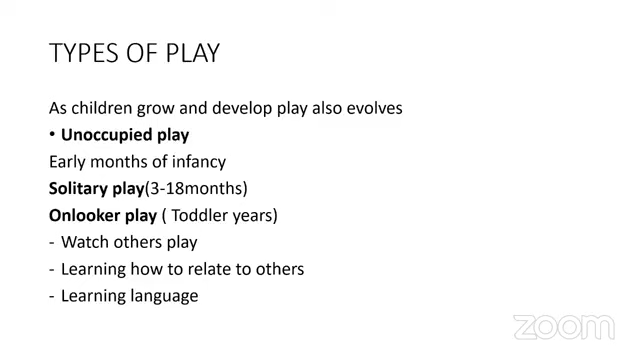 TYPES OF PLAY
As children grow and develop play also evolves
• Unoccupied play
Early months of infancy
Solitary play(3-18months)
Onlooker play ( Toddler years)
- Watch others play
- Learning how to relate to others
- Learning language
zoom